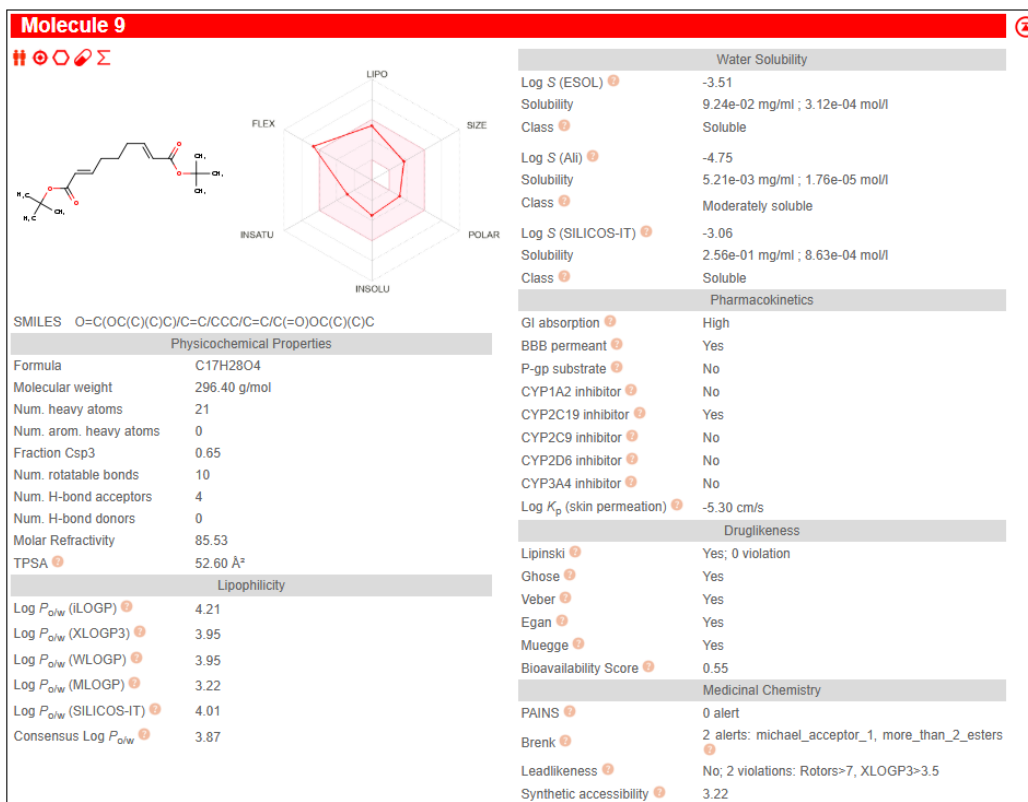 Molecule 9
LIPO
SIZE
POLAR
INSOLU
INSATU
FLEX
O
O
CH₃
CH₃
CH₃
H₃C
H₃C
CH₃
O
O
SMILES O=C(OC(C)(C)C)/C=C/CCC/C=C/C(=O)OC(C)(C)C
Physicochemical Properties
Formula C17H28O4
Molecular weight 296.40 g/mol
Num. heavy atoms 21
Num. arom. heavy atoms 0
Fraction Csp3 0.65
Num. rotatable bonds 10
Num. H-bond acceptors 4
Num. H-bond donors 0
Molar Refractivity 85.53
TPSA ? 52.60 Å²
Lipophilicity
Log Po/w (iLOGP) ? 4.21
Log Po/w (XLOGP3) ? 3.95
Log Po/w (WLOGP) ? 3.95
Log Po/w (MLOGP) ? 3.22
Log Po/w (SILICOS-IT) ? 4.01
Consensus Log Po/w ? 3.87
Water Solubility
Log S (ESOL) ? -3.51
Solubility 9.24e-02 mg/ml ; 3.12e-04 mol/l
Class ? Soluble
Log S (Ali) ? -4.75
Solubility 5.21e-03 mg/ml ; 1.76e-05 mol/l
Class ? Moderately soluble
Log S (SILICOS-IT) ? -3.06
Solubility 2.56e-01 mg/ml ; 8.63e-04 mol/l
Class ? Soluble
Pharmacokinetics
GI absorption ? High
BBB permeant ? Yes
P-gp substrate ? No
CYP1A2 inhibitor ? No
CYP2C19 inhibitor ? Yes
CYP2C9 inhibitor ? No
CYP2D6 inhibitor ? No
CYP3A4 inhibitor ? No
Log Kp (skin permeation) ? -5.30 cm/s
Druglikeness
Lipinski ? Yes; 0 violation
Ghose ? Yes
Veber ? Yes
Egan ? Yes
Muegge ? Yes
Bioavailability Score ? 0.55
Medicinal Chemistry
PAINS ? 0 alert
Brenk ? 2 alerts: michael_acceptor_1, more_than_2_esters
?
Leadlikeness ? No; 2 violations: Rotors>7, XLOGP3>3.5
Synthetic accessibility ? 3.22